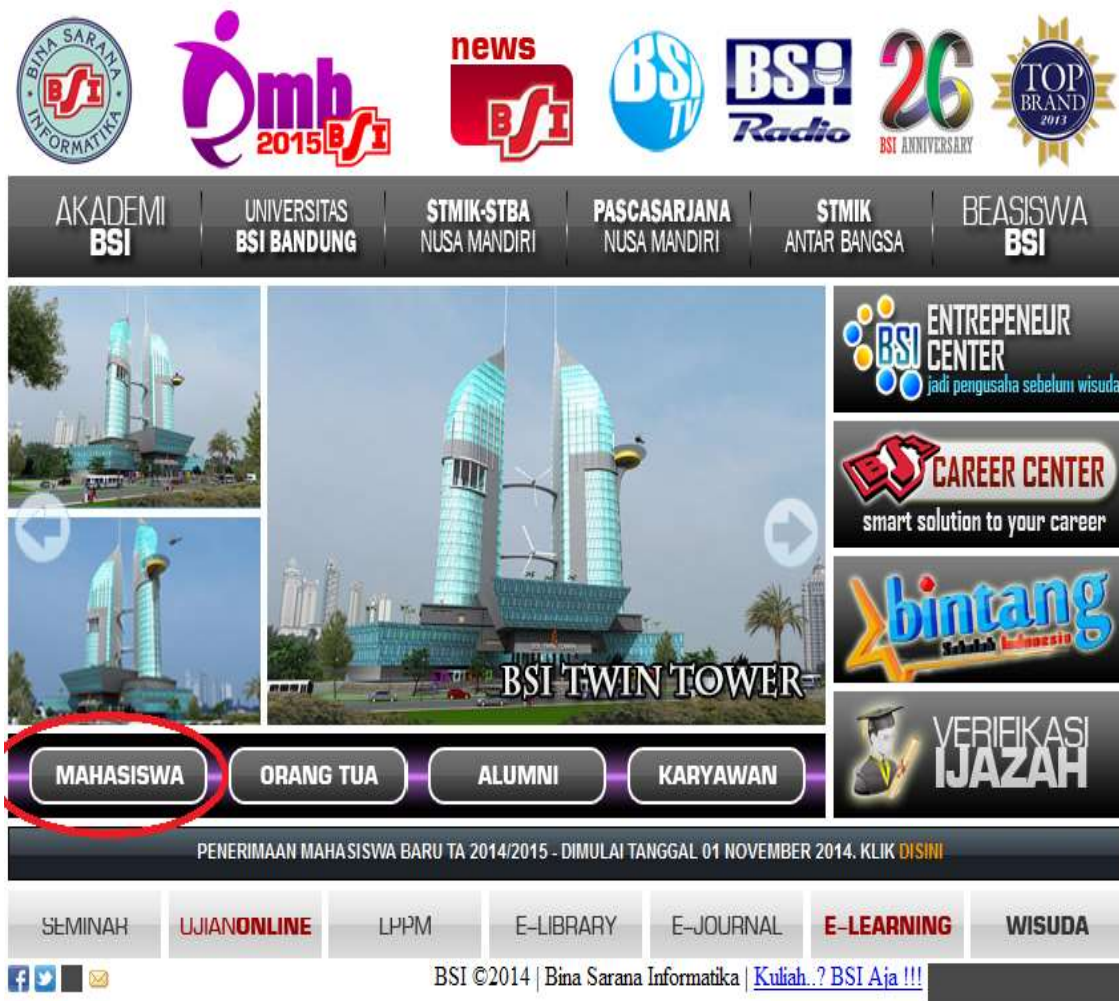 BINA SARANA
BSI
INFORMATIKA
pmb
2015 BSI
news
BSI
BSI
TV
BSI
Radio
26
BSI ANNIVERSARY
TOP
BRAND
2013
AKADEMI
BSI
UNIVERSITAS
BSI BANDUNG
STMIK-STBA
NUSA MANDIRI
PASCASARJANA
NUSA MANDIRI
STMIK
ANTAR BANGSA
BEASISWA
BSI
BSI
ENTREPENEUR
CENTER
jadi pengusaha sebelum wisuda
BSI
CAREER CENTER
smart solution to your career
bintang
Sekolah Indonesia
BSI TWIN TOWER
VERIFIKASI
IJAZAH
MAHASISWA
ORANG TUA
ALUMNI
KARYAWAN
PENERIMAAN MAHASISWA BARU TA 2014/2015 - DIMULAI TANGGAL 01 NOVEMBER 2014. KLIK DISINI
SEMINAR
UJIANONLINE
LPPM
E-LIBRARY
E-JOURNAL
E-LEARNING
WISUDA
BSI ©2014 | Bina Sarana Informatika | Kuliah..? BSI Aja !!!